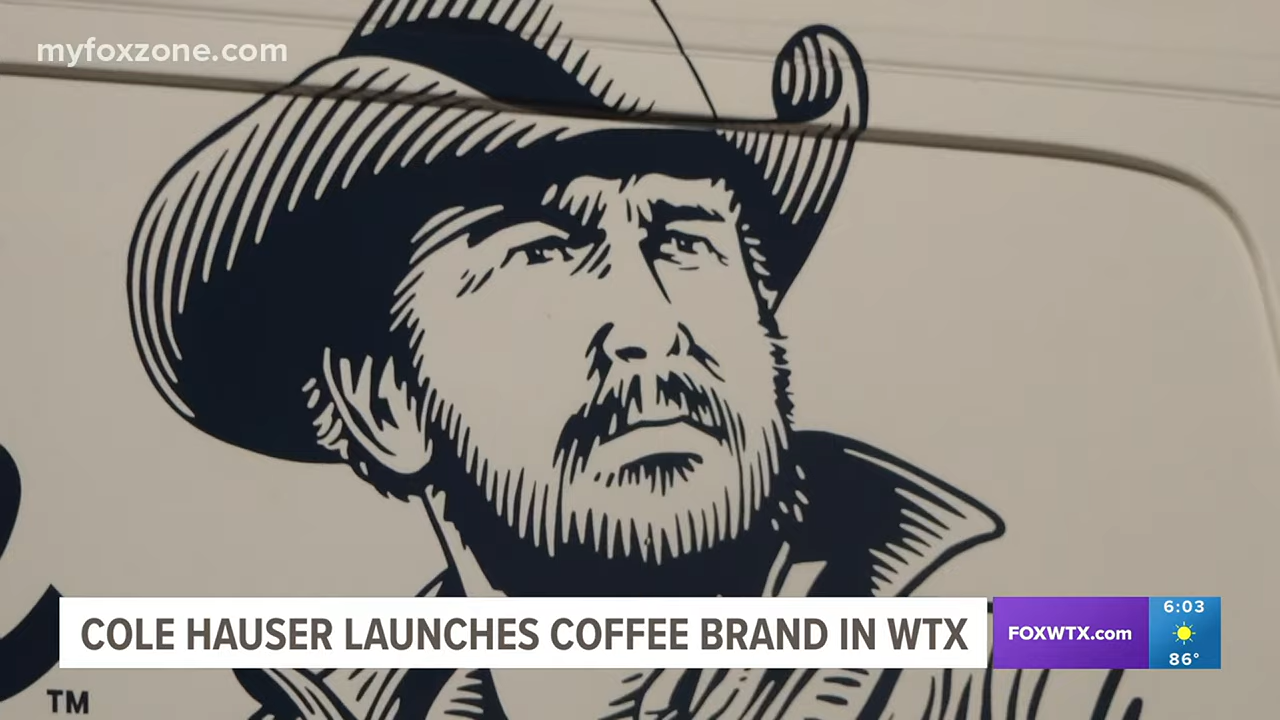 myfoxzone.com
COLE HAUSER LAUNCHES COFFEE BRAND IN WTX
FOXWTX.com
6:03
86°
TM